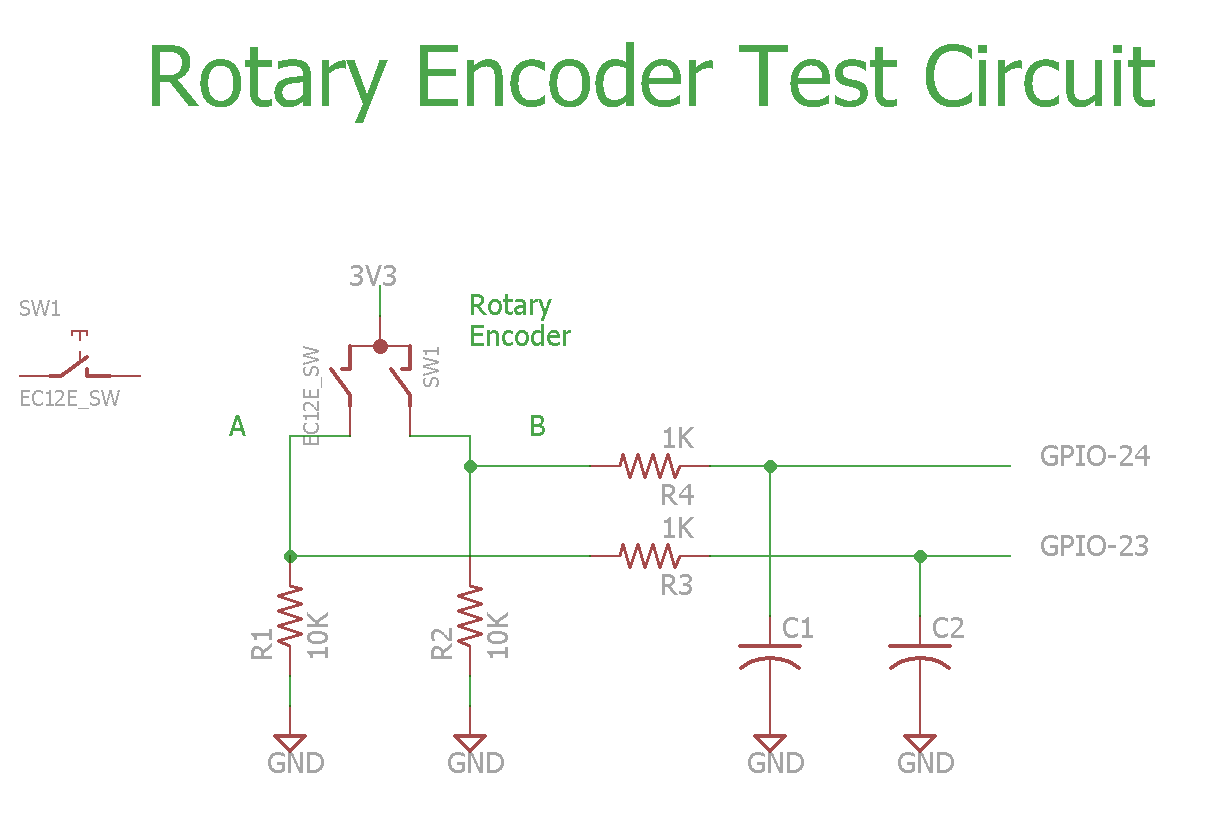 Rotary Encoder Test Circuit
3V3
SW1
EC12E_SW
Rotary
Encoder
EC12E_SW
SW1
A
B
1K
R4
GPIO-24
1K
R3
GPIO-23
R1
10K
R2
10K
C1
C2
GND
GND
GND
GND